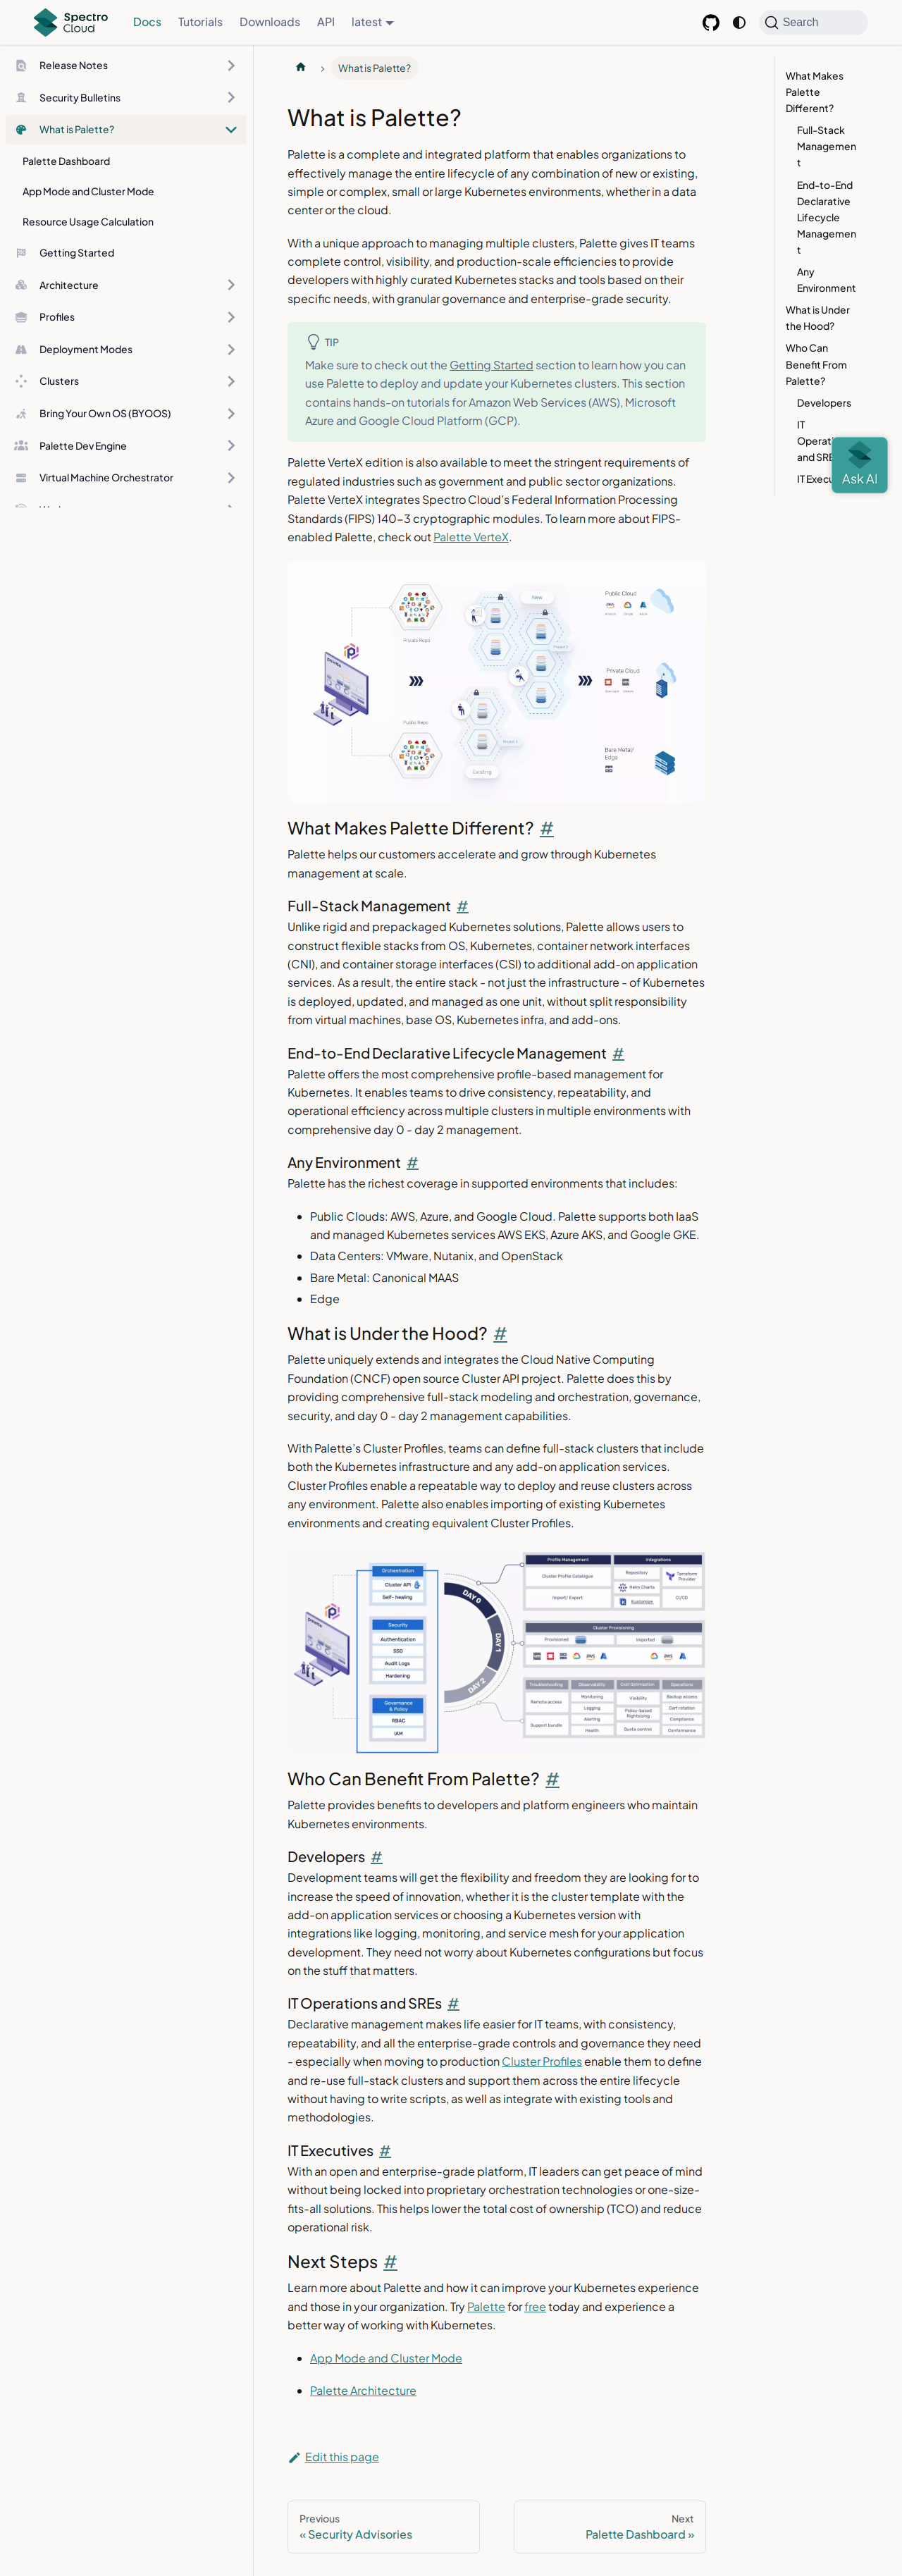 Spectro
Cloud
Docs
Tutorials
Downloads
API
latest
Search
Release Notes
Security Bulletins
What is Palette?
Palette Dashboard
App Mode and Cluster Mode
Resource Usage Calculation
Getting Started
Architecture
Profiles
Deployment Modes
Clusters
Bring Your Own OS (BYOOS)
Palette Dev Engine
Virtual Machine Orchestrator
What is Palette?
What is Palette?
Palette is a complete and integrated platform that enables organizations to
effectively manage the entire lifecycle of any combination of new or existing,
simple or complex, small or large Kubernetes environments, whether in a data
center or the cloud.
With a unique approach to managing multiple clusters, Palette gives IT teams
complete control, visibility, and production-scale efficiencies to provide
developers with highly curated Kubernetes stacks and tools based on their
specific needs, with granular governance and enterprise-grade security.
TIP
Make sure to check out the Getting Started section to learn how you can
use Palette to deploy and update your Kubernetes clusters. This section
contains hands-on tutorials for Amazon Web Services (AWS), Microsoft
Azure and Google Cloud Platform (GCP).
Palette VerteX edition is also available to meet the stringent requirements of
regulated industries such as government and public sector organizations.
Palette VerteX integrates Spectro Cloud's Federal Information Processing
Standards (FIPS) 140-3 cryptographic modules. To learn more about FIPS-
enabled Palette, check out Palette VerteX.
Private Repo
Public Repo
New
Existing
Public Cloud
Private Cloud
Bare Metal/
Edge
What Makes Palette Different? #
Palette helps our customers accelerate and grow through Kubernetes
management at scale.
Full-Stack Management #
Unlike rigid and prepackaged Kubernetes solutions, Palette allows users to
construct flexible stacks from OS, Kubernetes, container network interfaces
(CNI), and container storage interfaces (CSI) to additional add-on application
services. As a result, the entire stack - not just the infrastructure - of Kubernetes
is deployed, updated, and managed as one unit, without split responsibility
from virtual machines, base OS, Kubernetes infra, and add-ons.
End-to-End Declarative Lifecycle Management #
Palette offers the most comprehensive profile-based management for
Kubernetes. It enables teams to drive consistency, repeatability, and
operational efficiency across multiple clusters in multiple environments with
comprehensive day 0 - day 2 management.
Any Environment #
Palette has the richest coverage in supported environments that includes:
Public Clouds: AWS, Azure, and Google Cloud. Palette supports both IaaS
and managed Kubernetes services AWS EKS, Azure AKS, and Google GKE.
Data Centers: VMware, Nutanix, and OpenStack
Bare Metal: Canonical MAAS
Edge
What is Under the Hood? #
Palette uniquely extends and integrates the Cloud Native Computing
Foundation (CNCF) open source Cluster API project. Palette does this by
providing comprehensive full-stack modeling and orchestration, governance,
security, and day 0 - day 2 management capabilities.
With Palette's Cluster Profiles, teams can define full-stack clusters that include
both the Kubernetes infrastructure and any add-on application services.
Cluster Profiles enable a repeatable way to deploy and reuse clusters across
any environment. Palette also enables importing of existing Kubernetes
environments and creating equivalent Cluster Profiles.
Orchestration
Cluster API
Self- healing
Security
Authentication
SSO
Audit Logs
Hardening
Governance
& Policy
RBAC
IAM
DAY 0
DAY 1
DAY 2
Profile Management
Integrations
Cluster Profile Catalogue
Repository
Terraform
Provider
Helm Charts
Import/ Export
Kustomize
CI/CD
Cluster Provisioning
Provisioned
Imported
Troubleshooting
Observability
Cost Optimization
Operations
Remote access
Monitoring
Logging
Visibility
Backup access
Cert rotation
Support bundle
Alerting
Health
Policy-based
Rightsizing
Quota control
Compliance
Conformance
Who Can Benefit From Palette? #
Palette provides benefits to developers and platform engineers who maintain
Kubernetes environments.
Developers #
Development teams will get the flexibility and freedom they are looking for to
increase the speed of innovation, whether it is the cluster template with the
add-on application services or choosing a Kubernetes version with
integrations like logging, monitoring, and service mesh for your application
development. They need not worry about Kubernetes configurations but focus
on the stuff that matters.
IT Operations and SREs #
Declarative management makes life easier for IT teams, with consistency,
repeatability, and all the enterprise-grade controls and governance they need
- especially when moving to production Cluster Profiles enable them to define
and re-use full-stack clusters and support them across the entire lifecycle
without having to write scripts, as well as integrate with existing tools and
methodologies.
IT Executives #
With an open and enterprise-grade platform, IT leaders can get peace of mind
without being locked into proprietary orchestration technologies or one-size-
fits-all solutions. This helps lower the total cost of ownership (TCO) and reduce
operational risk.
Next Steps #
Learn more about Palette and how it can improve your Kubernetes experience
and those in your organization. Try Palette for free today and experience a
better way of working with Kubernetes.
App Mode and Cluster Mode
Palette Architecture
Edit this page
Previous
« Security Advisories
Next
Palette Dashboard »
What Makes
Palette
Different?
Full-Stack
Managemen
t
End-to-End
Declarative
Lifecycle
Managemen
t
Any
Environment
What is Under
the Hood?
Who Can
Benefit From
Palette?
Developers
IT
Operati
and SRE
IT Execu
Ask AI